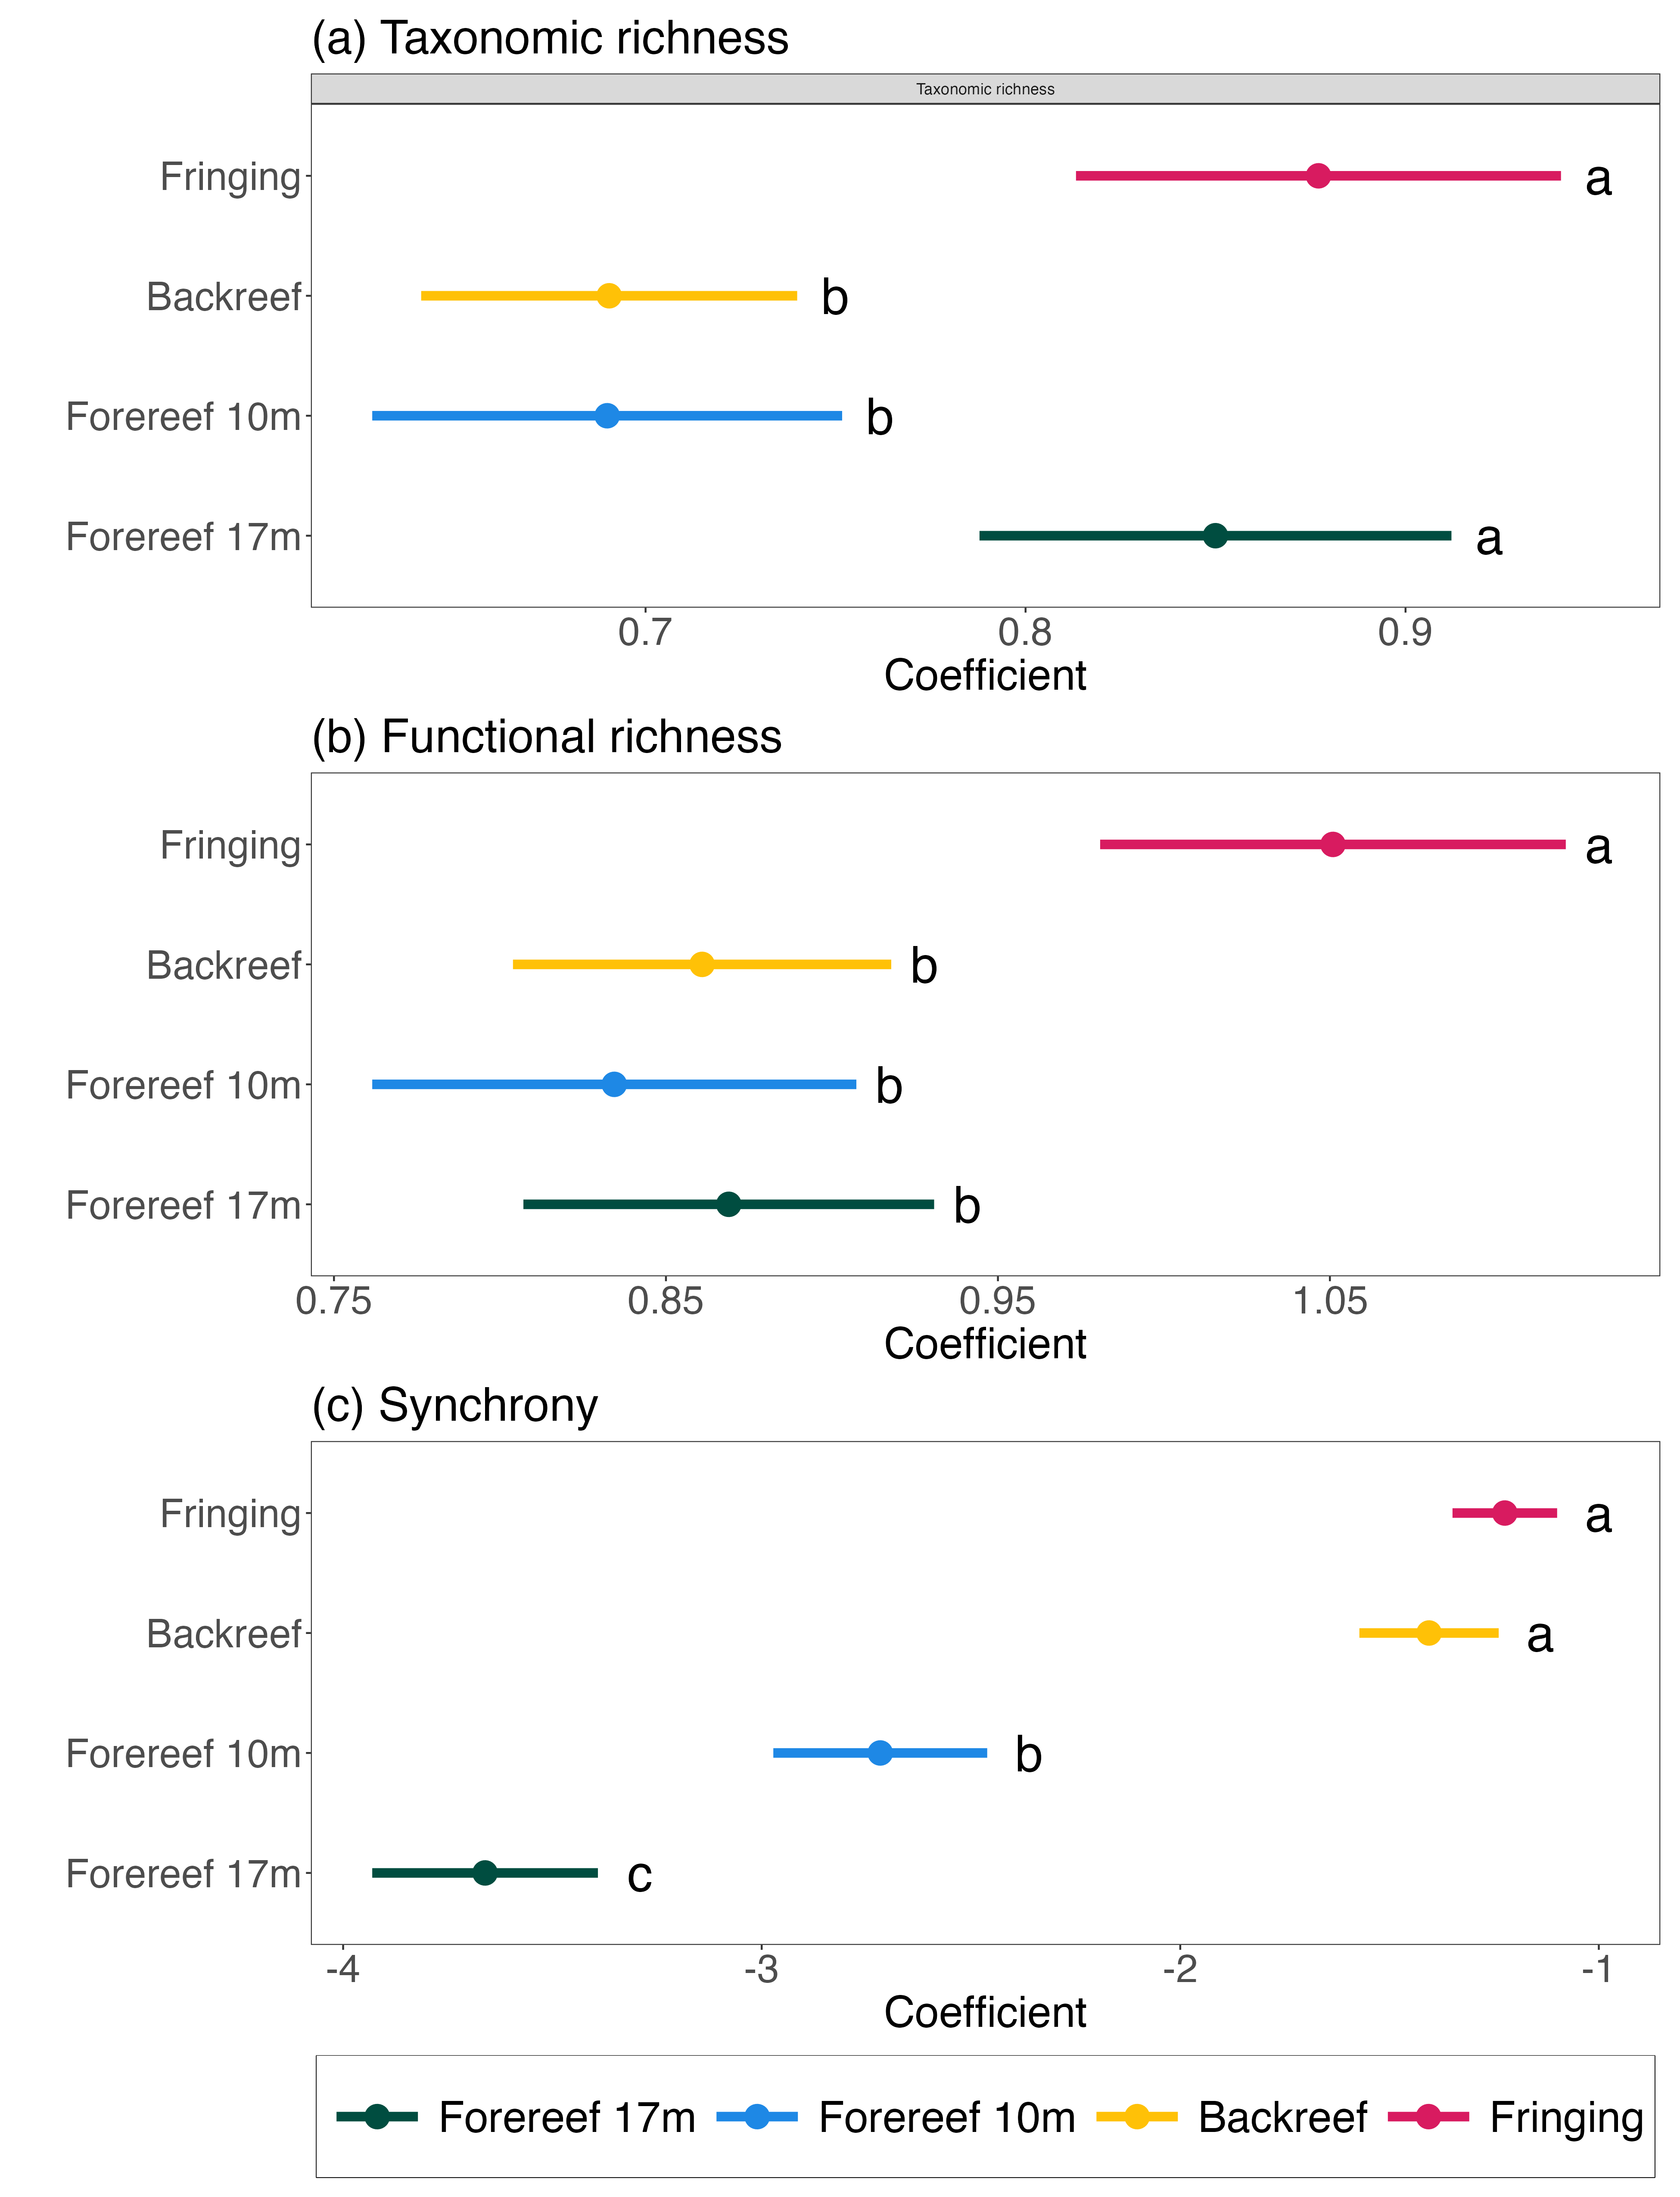 (a) Taxonomic richness
Taxonomic richness
Fringing a
Backreef b
Forereef 10m b
Forereef 17m a
0.7 0.8 0.9
Coefficient
(b) Functional richness
Fringing a
Backreef b
Forereef 10m b
Forereef 17m b
0.75 0.85 0.95 1.05
Coefficient
(c) Synchrony
Fringing a
Backreef a
Forereef 10m b
Forereef 17m c
-4 -3 -2 -1
Coefficient
Forereef 17m Forereef 10m Backreef Fringing